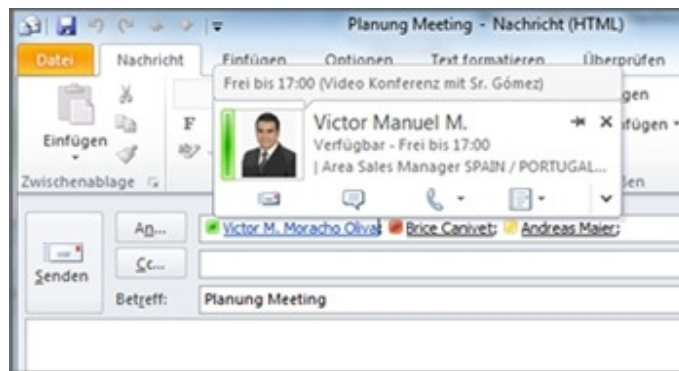 Planung Meeting - Nachricht (HTML)
Datei Nachricht Einfügen Optionen Text formatieren Überprüfen
Frei bis 17:00 (Video Konferenz mit Sr. Gómez)
Victor Manuel M.
Verfügbar - Frei bis 17:00
| Area Sales Manager SPAIN / PORTUGAL...
Einfügen
F
Zwischenablage
An... Victor M. Moracho Oliva; Brice Canivet; Andreas Maier;
Cc...
Senden
Betreff: Planung Meeting